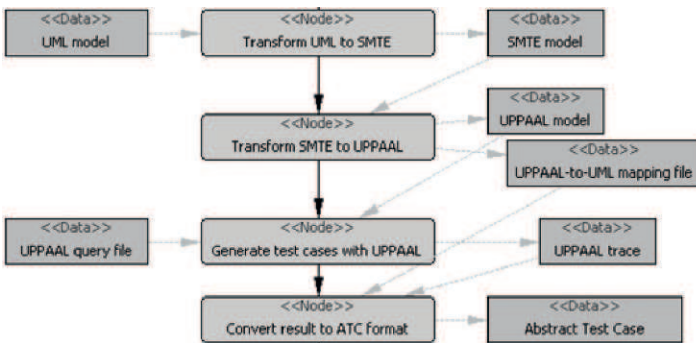 <<Data>>
UML model
<<Node>>
Transform UML to SMTE
<<Data>>
SMTE model
<<Node>>
Transform SMTE to UPPAAL
<<Data>>
UPPAAL model
<<Data>>
UPPAAL-to-UML mapping file
<<Data>>
UPPAAL query file
<<Node>>
Generate test cases with UPPAAL
<<Data>>
UPPAAL trace
<<Node>>
Convert result to ATC format
<<Data>>
Abstract Test Case